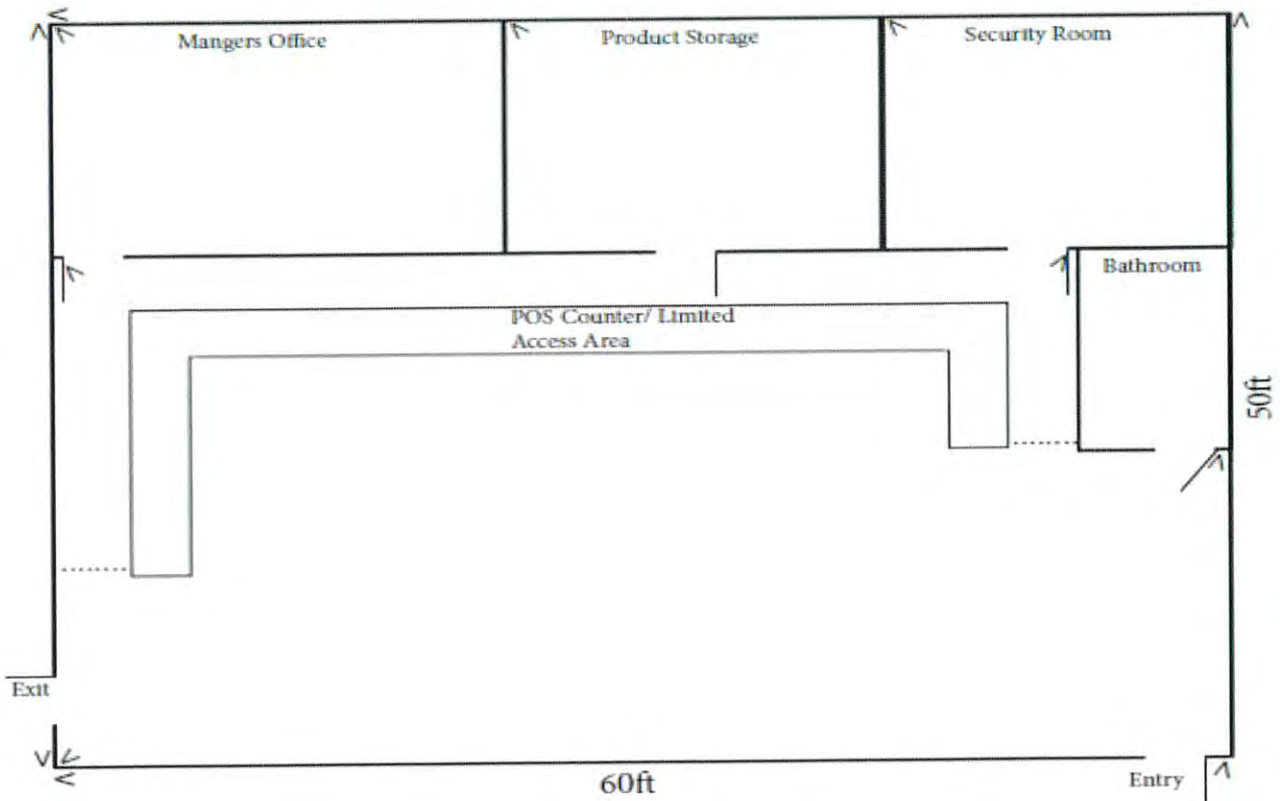 Mangers Office
Product Storage
Security Room
Bathroom
POS Counter/ Limited
Access Area
50ft
Exit
60ft
Entry